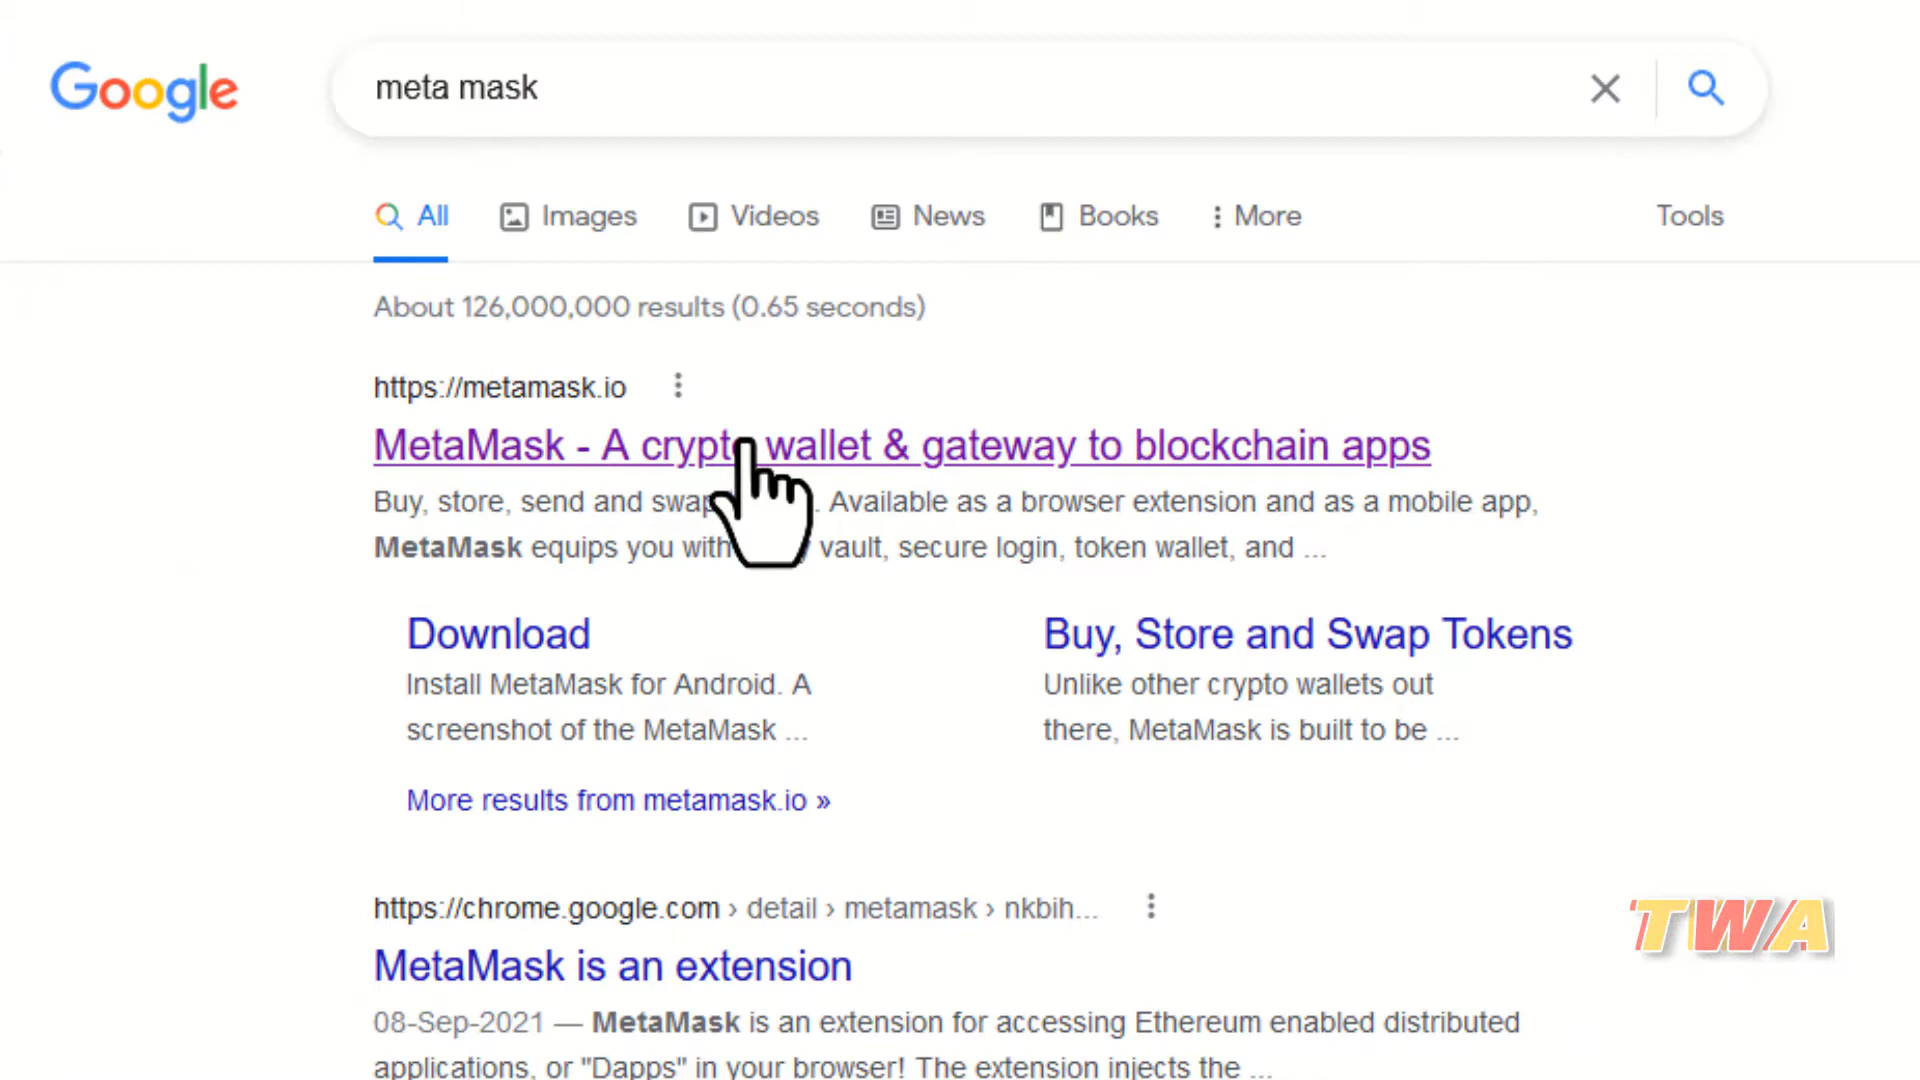 Google
meta mask
All Images Videos News Books More Tools
About 126,000,000 results (0.65 seconds)
https://metamask.io
MetaMask - A crypto wallet & gateway to blockchain apps
Buy, store, send and swap . Available as a browser extension and as a mobile app,
MetaMask equips you with vault, secure login, token wallet, and ...
Download
Install MetaMask for Android. A
screenshot of the MetaMask ...
Buy, Store and Swap Tokens
Unlike other crypto wallets out
there, MetaMask is built to be ...
More results from metamask.io »
https://chrome.google.com › detail › metamask › nkbih...
MetaMask is an extension
08-Sep-2021 — MetaMask is an extension for accessing Ethereum enabled distributed
applications, or "Dapps" in your browser! The extension injects the ...
TWA